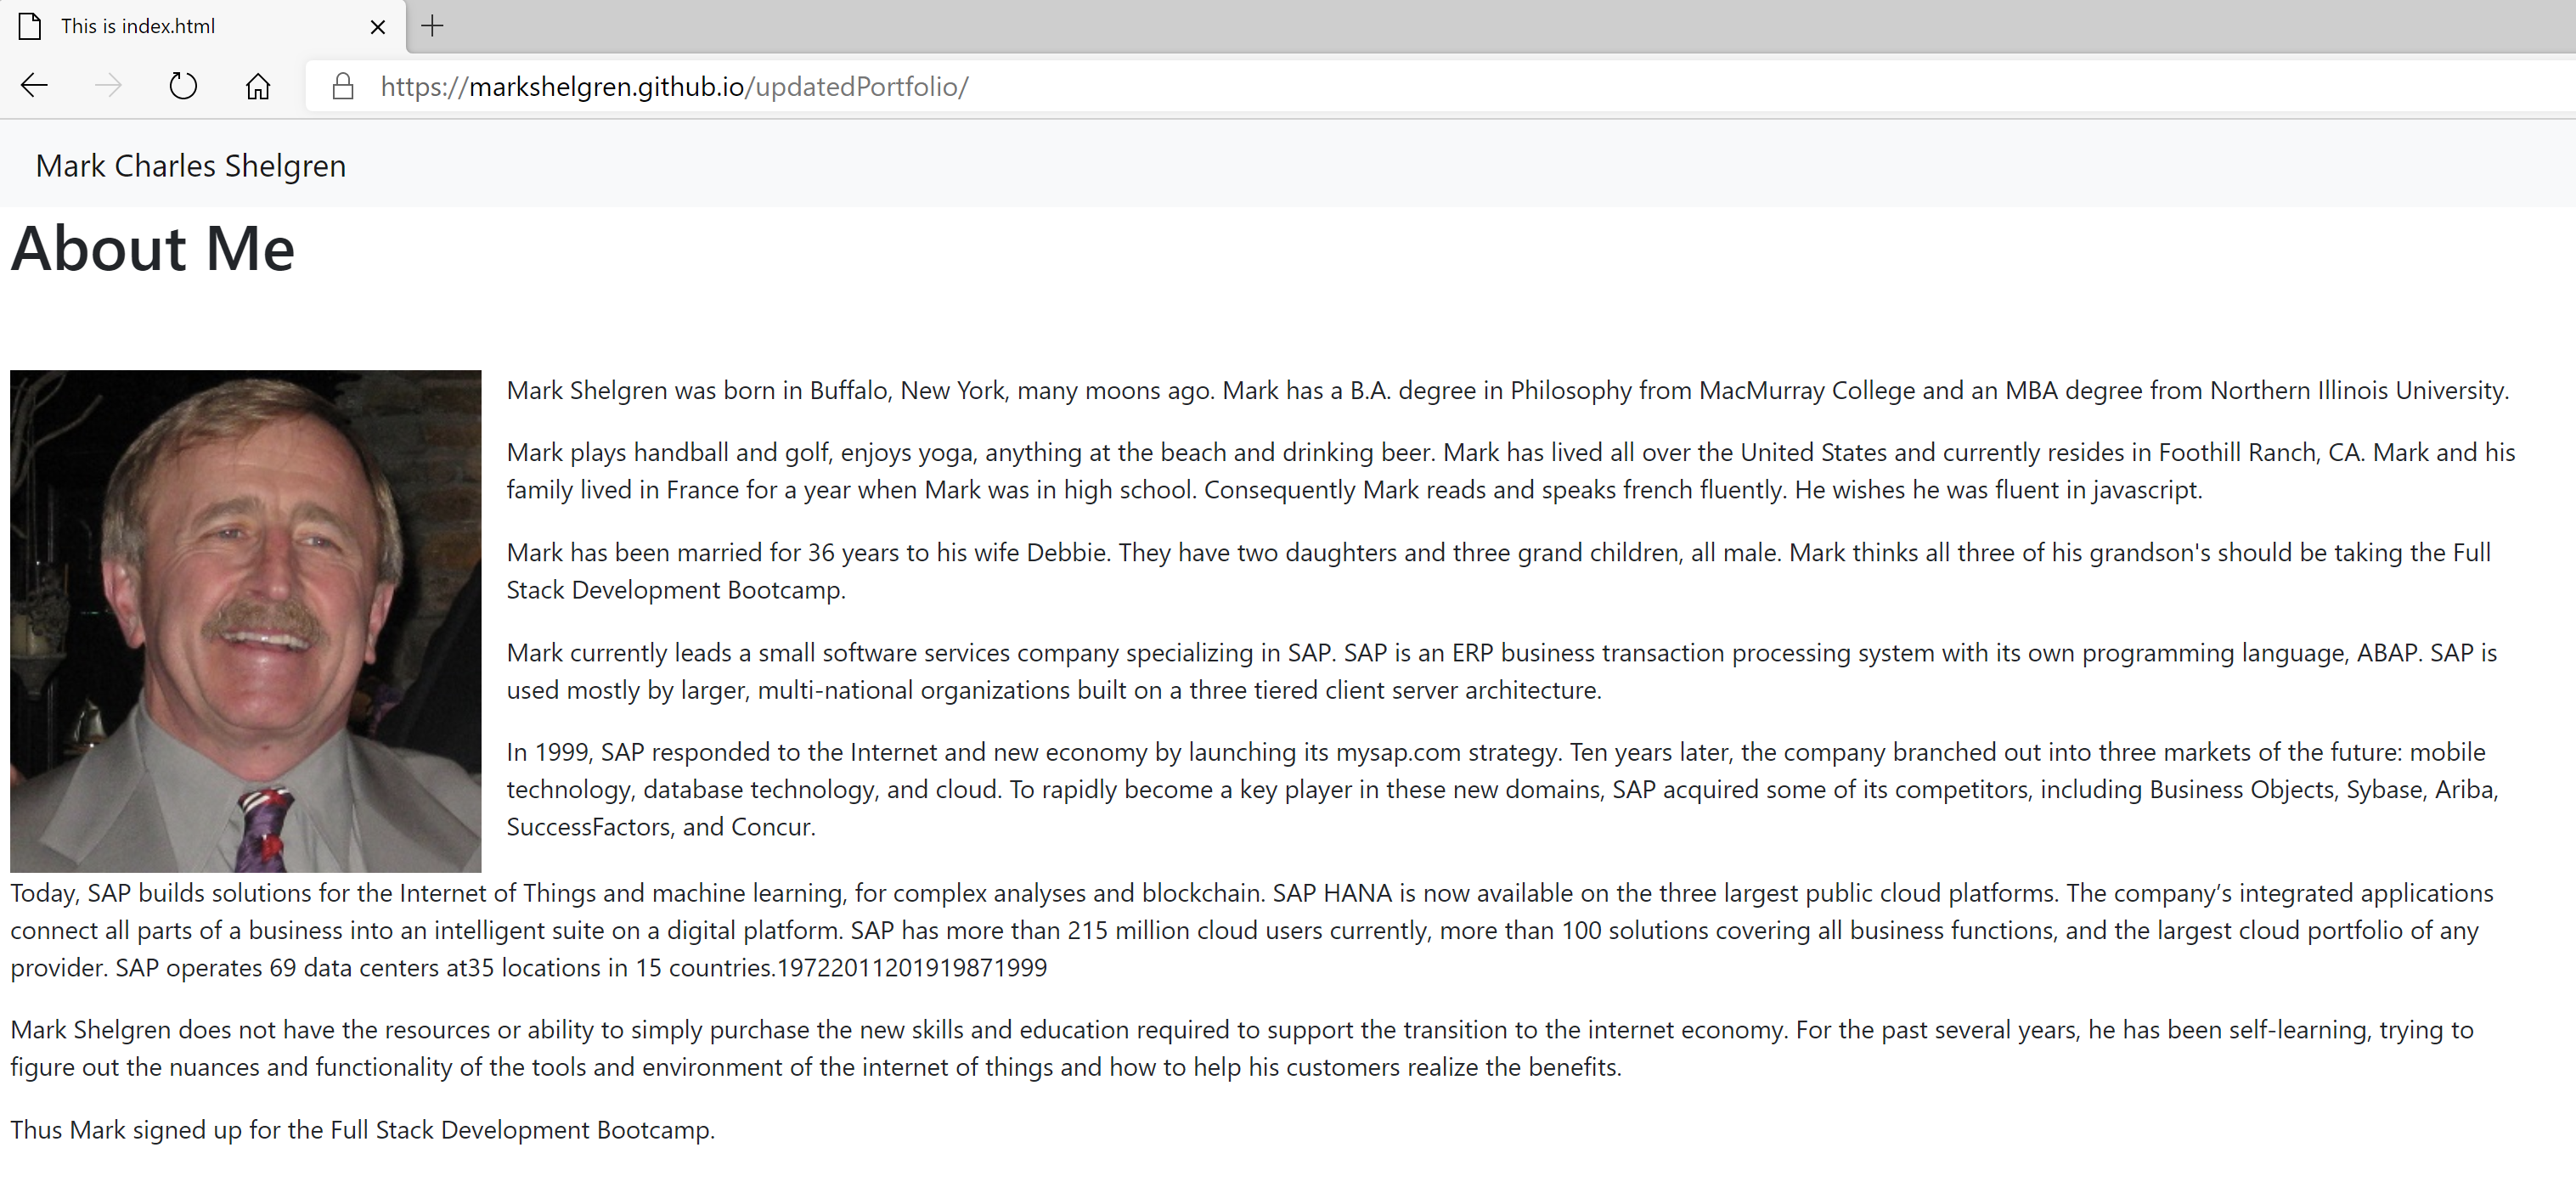 This is index.html
https://markshelgren.github.io/updatedPortfolio/
Mark Charles Shelgren
About Me
Mark Shelgren was born in Buffalo, New York, many moons ago. Mark has a B.A. degree in Philosophy from MacMurray College and an MBA degree from Northern Illinois University.
Mark plays handball and golf, enjoys yoga, anything at the beach and drinking beer. Mark has lived all over the United States and currently resides in Foothill Ranch, CA. Mark and his
family lived in France for a year when Mark was in high school. Consequently Mark reads and speaks french fluently. He wishes he was fluent in javascript.
Mark has been married for 36 years to his wife Debbie. They have two daughters and three grand children, all male. Mark thinks all three of his grandson's should be taking the Full
Stack Development Bootcamp.
Mark currently leads a small software services company specializing in SAP. SAP is an ERP business transaction processing system with its own programming language, ABAP. SAP is
used mostly by larger, multi-national organizations built on a three tiered client server architecture.
In 1999, SAP responded to the Internet and new economy by launching its mysap.com strategy. Ten years later, the company branched out into three markets of the future: mobile
technology, database technology, and cloud. To rapidly become a key player in these new domains, SAP acquired some of its competitors, including Business Objects, Sybase, Ariba,
SuccessFactors, and Concur.
Today, SAP builds solutions for the Internet of Things and machine learning, for complex analyses and blockchain. SAP HANA is now available on the three largest public cloud platforms. The company’s integrated applications
connect all parts of a business into an intelligent suite on a digital platform. SAP has more than 215 million cloud users currently, more than 100 solutions covering all business functions, and the largest cloud portfolio of any
provider. SAP operates 69 data centers at35 locations in 15 countries.19722011201919871999
Mark Shelgren does not have the resources or ability to simply purchase the new skills and education required to support the transition to the internet economy. For the past several years, he has been self-learning, trying to
figure out the nuances and functionality of the tools and environment of the internet of things and how to help his customers realize the benefits.
Thus Mark signed up for the Full Stack Development Bootcamp.